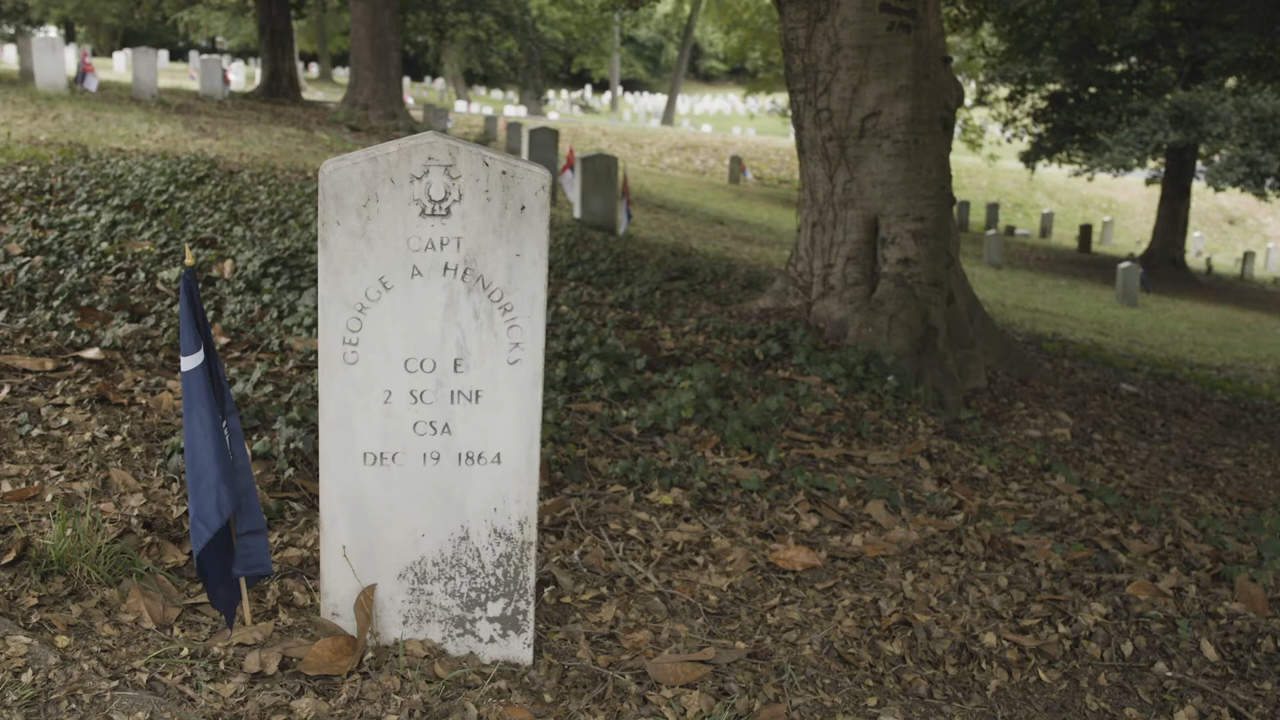 CAPT
GEORGE A HENDRICKS
CO E
2 SC INF
CSA
DEC 19 1864